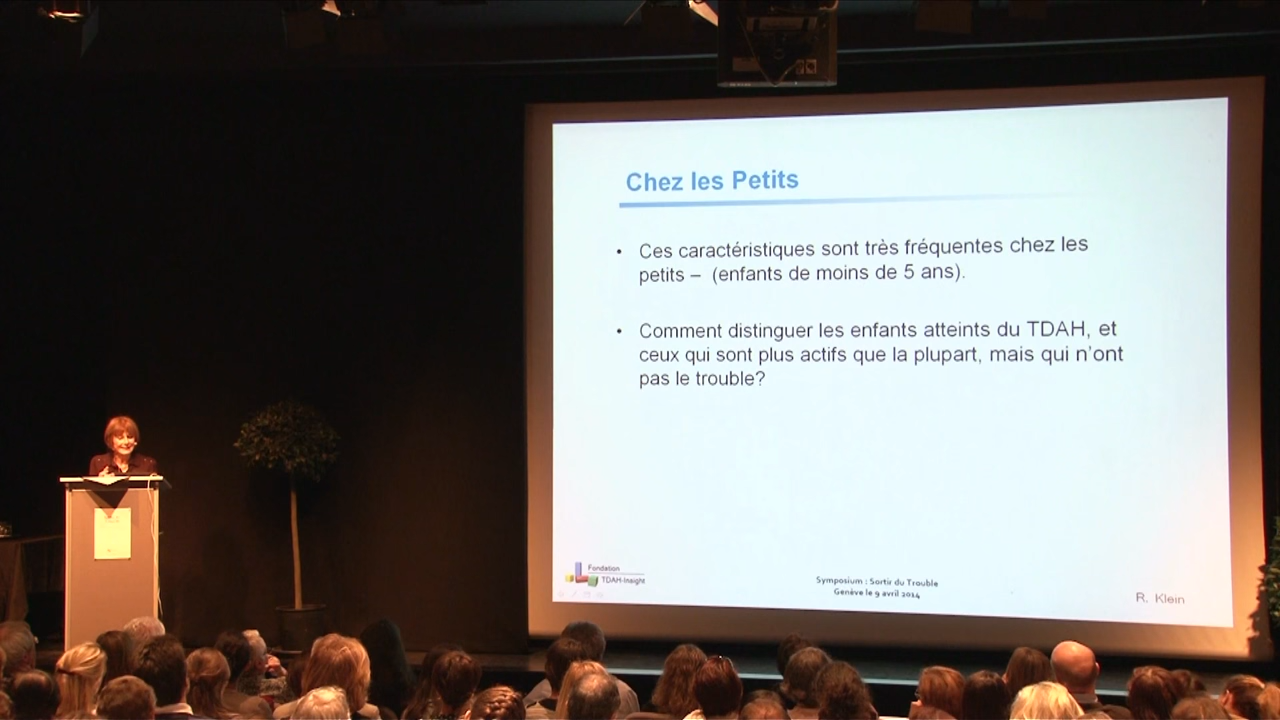 Chez les Petits
• Ces caractéristiques sont très fréquentes chez les
petits – (enfants de moins de 5 ans).
• Comment distinguer les enfants atteints du TDAH, et
ceux qui sont plus actifs que la plupart, mais qui n'ont
pas le trouble?
Fondation
TDAH-Insight
Symposium : Sortir du Trouble
Genève le 9 avril 2014
R. Klein